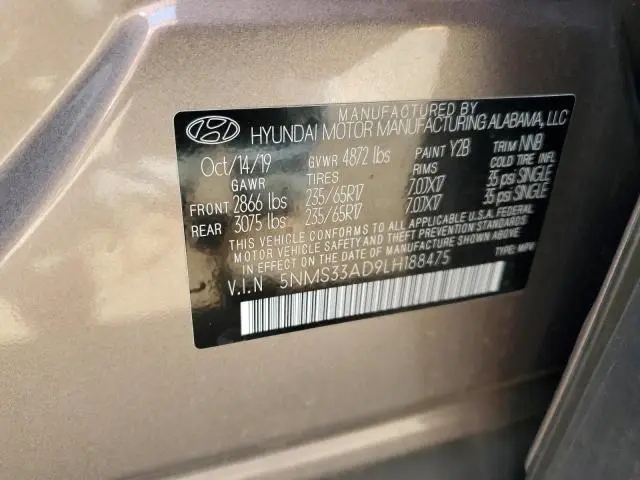 MANUFACTURED BY
HYUNDAI MOTOR MANUFACTURING ALABAMA, LLC
Oct/14/19 GVWR 4872 lbs PAINT Y2B TRIM NNB
GAWR TIRES RIMS COLD TIRE INFL
FRONT 2866 lbs 235/65R17 7.0JX17 35 psi SINGLE
REAR 3075 lbs 235/65R17 7.0JX17 35 psi SINGLE
THIS VEHICLE CONFORMS TO ALL APPLICABLE U.S.A. FEDERAL
MOTOR VEHICLE SAFETY STANDARDS
IN EFFECT ON THE DATE OF MANUFACTURE SHOWN ABOVE.
V.I.N 5NMS33AD9LH188475 TYPE: MPV